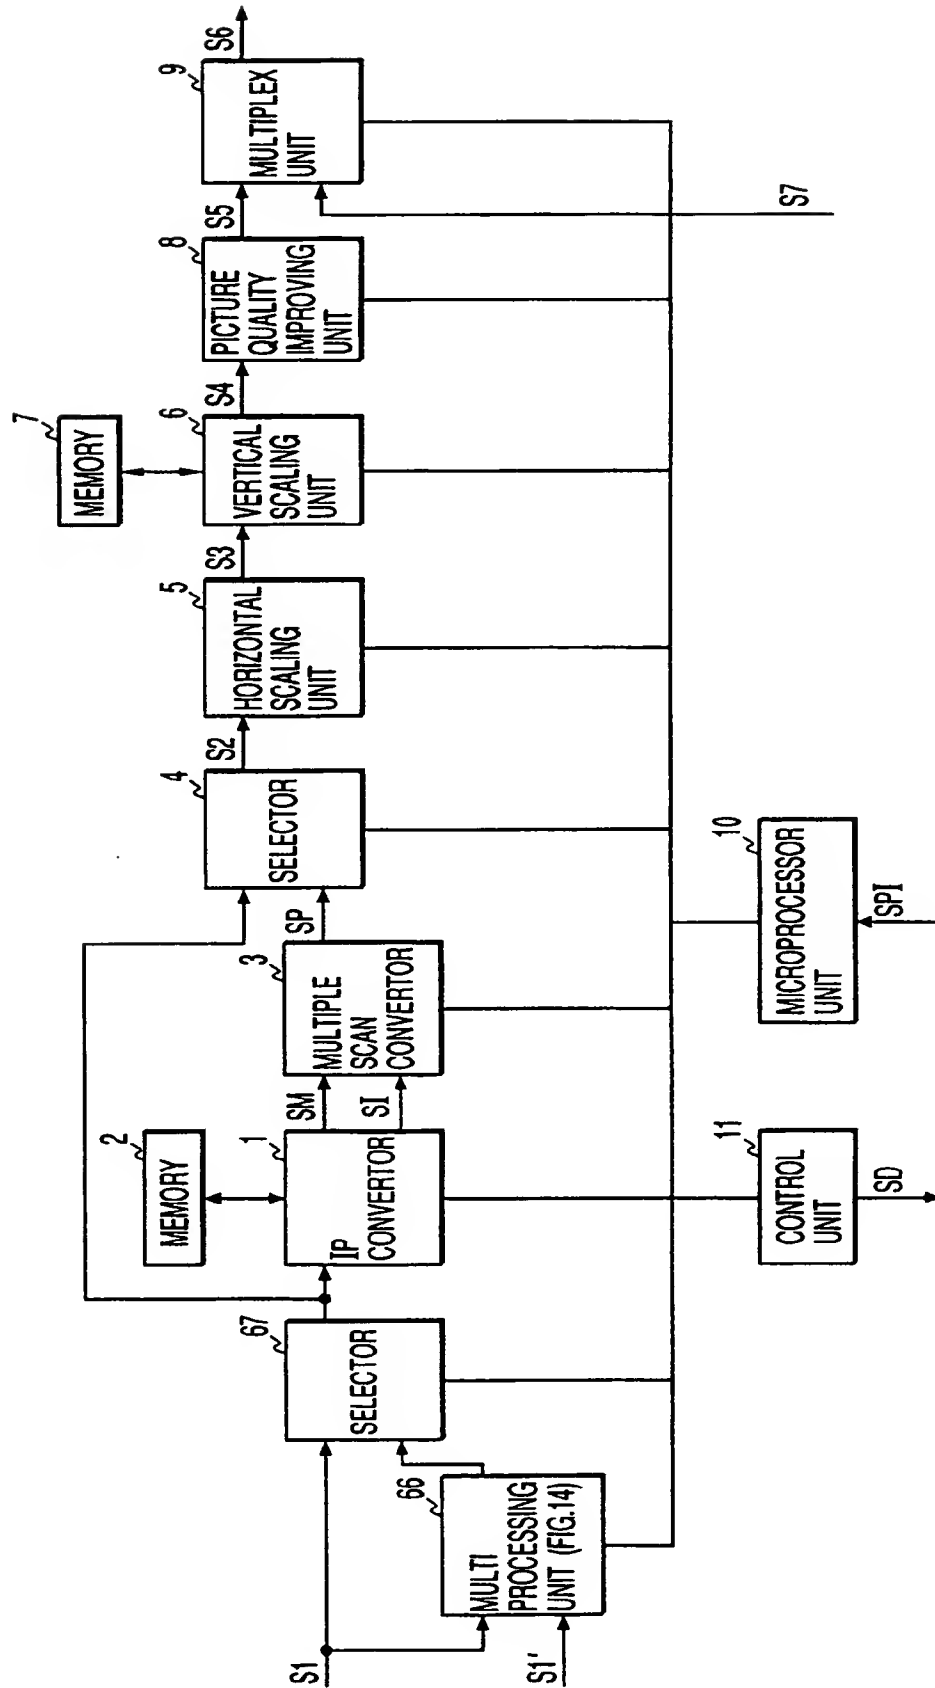 S1
S1'
66
MULTI
PROCESSING
UNIT (FIG.14)
67
SELECTOR
2
MEMORY
1
IP
CONVERTOR
SM
SI
3
MULTIPLE
SCAN
CONVERTOR
SP
4
SELECTOR
S2
5
HORIZONTAL
SCALING
UNIT
S3
7
MEMORY
6
VERTICAL
SCALING
UNIT
S4
8
PICTURE
QUALITY
IMPROVING
UNIT
S5
9
MULTIPLEX
UNIT
S6
S7
11
CONTROL
UNIT
SD
10
MICROPROCESSOR
UNIT
SPI